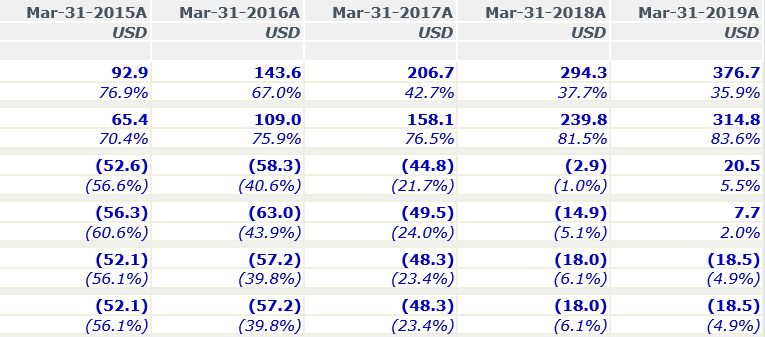 Mar-31-2015A Mar-31-2016A Mar-31-2017A Mar-31-2018A Mar-31-2019A
USD USD USD USD USD
92.9 143.6 206.7 294.3 376.7
76.9% 67.0% 42.7% 37.7% 35.9%
65.4 109.0 158.1 239.8 314.8
70.4% 75.9% 76.5% 81.5% 83.6%
(52.6) (58.3) (44.8) (2.9) 20.5
(56.6%) (40.6%) (21.7%) (1.0%) 5.5%
(56.3) (63.0) (49.5) (14.9) 7.7
(60.6%) (43.9%) (24.0%) (5.1%) 2.0%
(52.1) (57.2) (48.3) (18.0) (18.5)
(56.1%) (39.8%) (23.4%) (6.1%) (4.9%)
(52.1) (57.2) (48.3) (18.0) (18.5)
(56.1%) (39.8%) (23.4%) (6.1%) (4.9%)